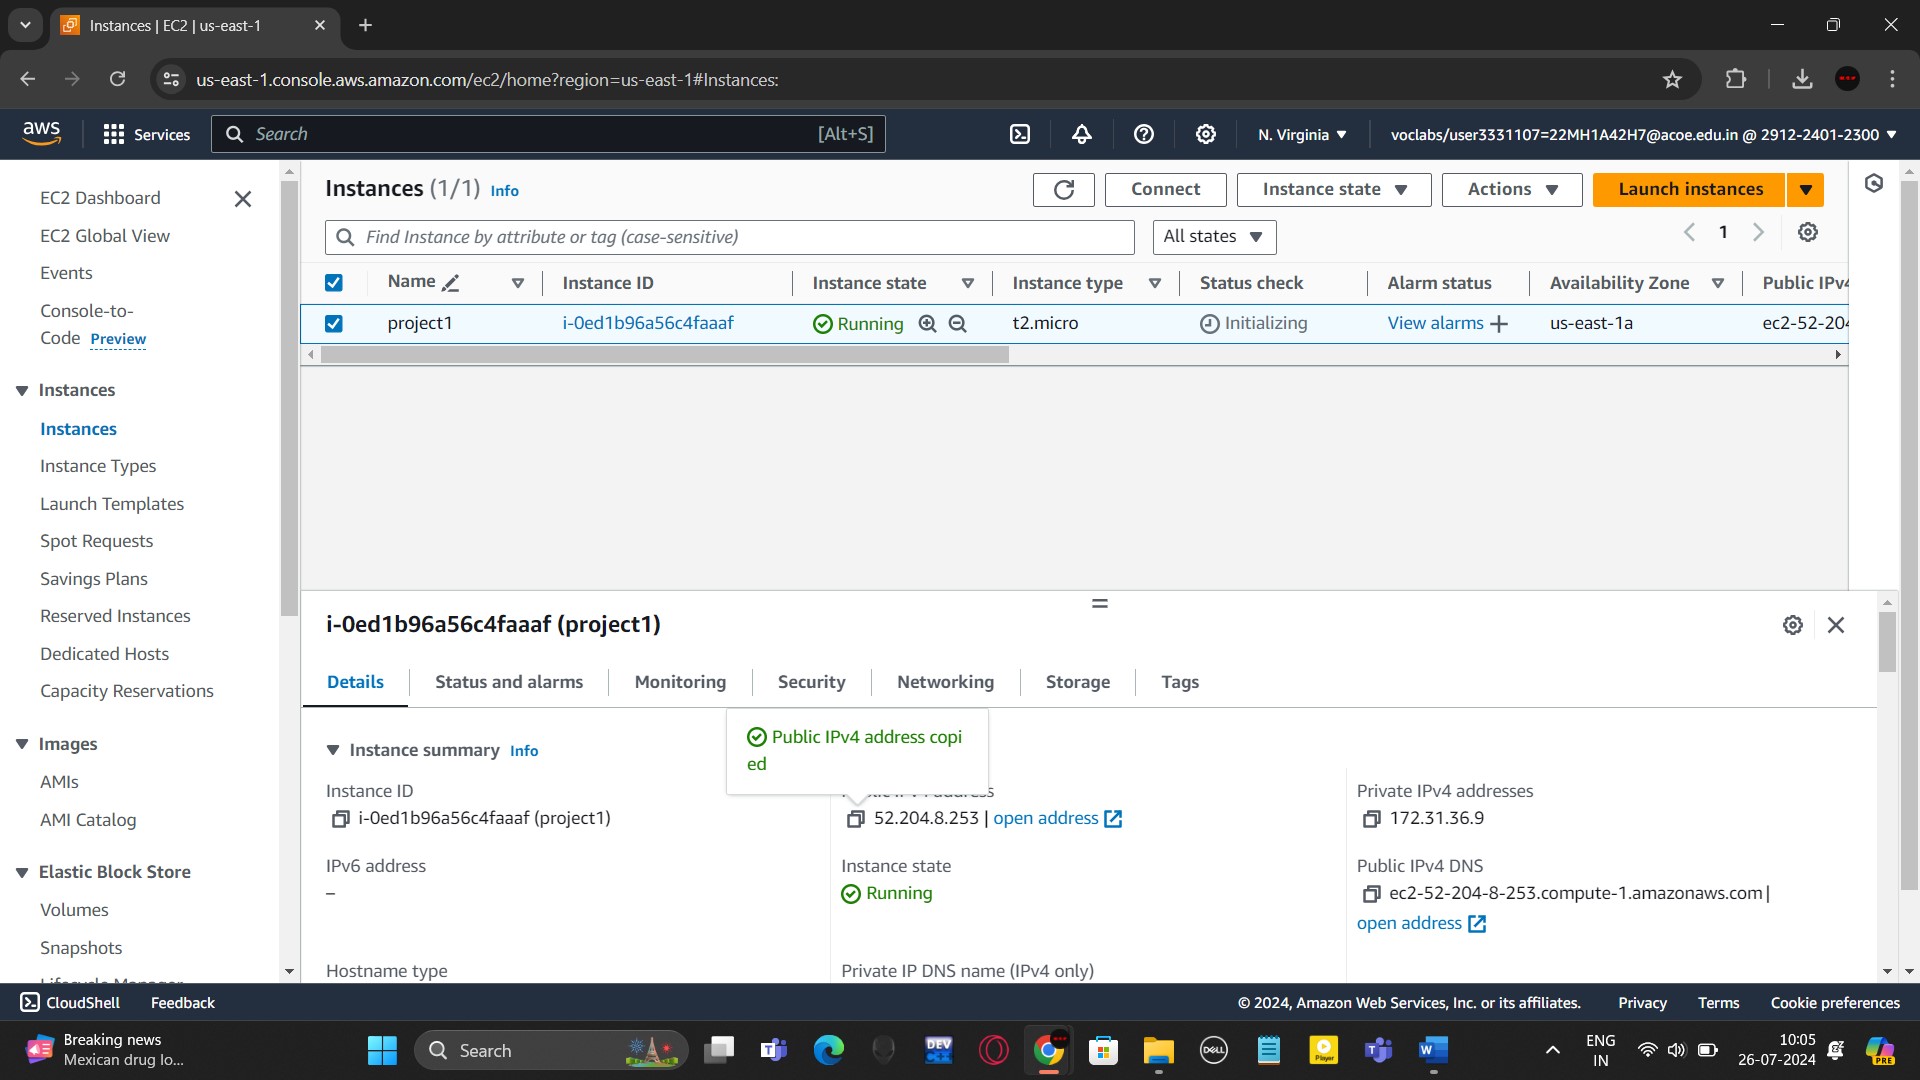 Instances | EC2 | us-east-1
us-east-1.console.aws.amazon.com/ec2/home?region=us-east-1#Instances:
aws
Services
Search
[Alt+S]
N. Virginia
voclabs/user3331107=22MH1A42H7@acoe.edu.in @ 2912-2401-2300
EC2 Dashboard
EC2 Global View
Events
Console-to-
Code Preview
Instances
Instances
Instance Types
Launch Templates
Spot Requests
Savings Plans
Reserved Instances
Dedicated Hosts
Capacity Reservations
Images
AMIs
AMI Catalog
Elastic Block Store
Volumes
Snapshots
Lifecycle Manager
Instances (1/1) Info
Connect
Instance state
Actions
Launch instances
Find Instance by attribute or tag (case-sensitive)
All states
1
Name
Instance ID
Instance state
Instance type
Status check
Alarm status
Availability Zone
Public IPv4
project1
i-0ed1b96a56c4faaaf
Running
t2.micro
Initializing
View alarms
us-east-1a
ec2-52-204
i-0ed1b96a56c4faaaf (project1)
Details
Status and alarms
Monitoring
Security
Networking
Storage
Tags
Public IPv4 address copi
ed
Instance summary Info
Instance ID
i-0ed1b96a56c4faaaf (project1)
52.204.8.253 | open address
Private IPv4 addresses
172.31.36.9
IPv6 address
–
Instance state
Running
Public IPv4 DNS
ec2-52-204-8-253.compute-1.amazonaws.com |
open address
Hostname type
Private IP DNS name (IPv4 only)
CloudShell
Feedback
© 2024, Amazon Web Services, Inc. or its affiliates.
Privacy
Terms
Cookie preferences
Breaking news
Mexican drug lo...
Search
DEV
C++
DELL
Player
W
ENG
IN
10:05
26-07-2024
PRE